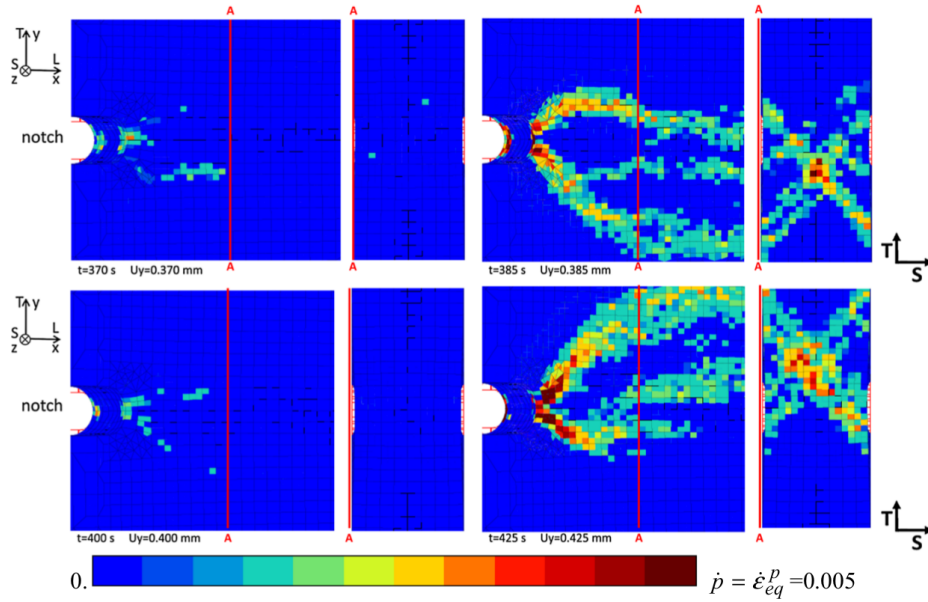 A A A A
T y
S L
z x
notch
A A A A
t=370 s Uy=0.370 mm
t=385 s Uy=0.385 mm
T
S
T y
S L
z x
notch
t=400 s Uy=0.400 mm
A A A A
t=425 s Uy=0.425 mm
T
S
0. ṗ = ε̇ᵖₑq =0.005